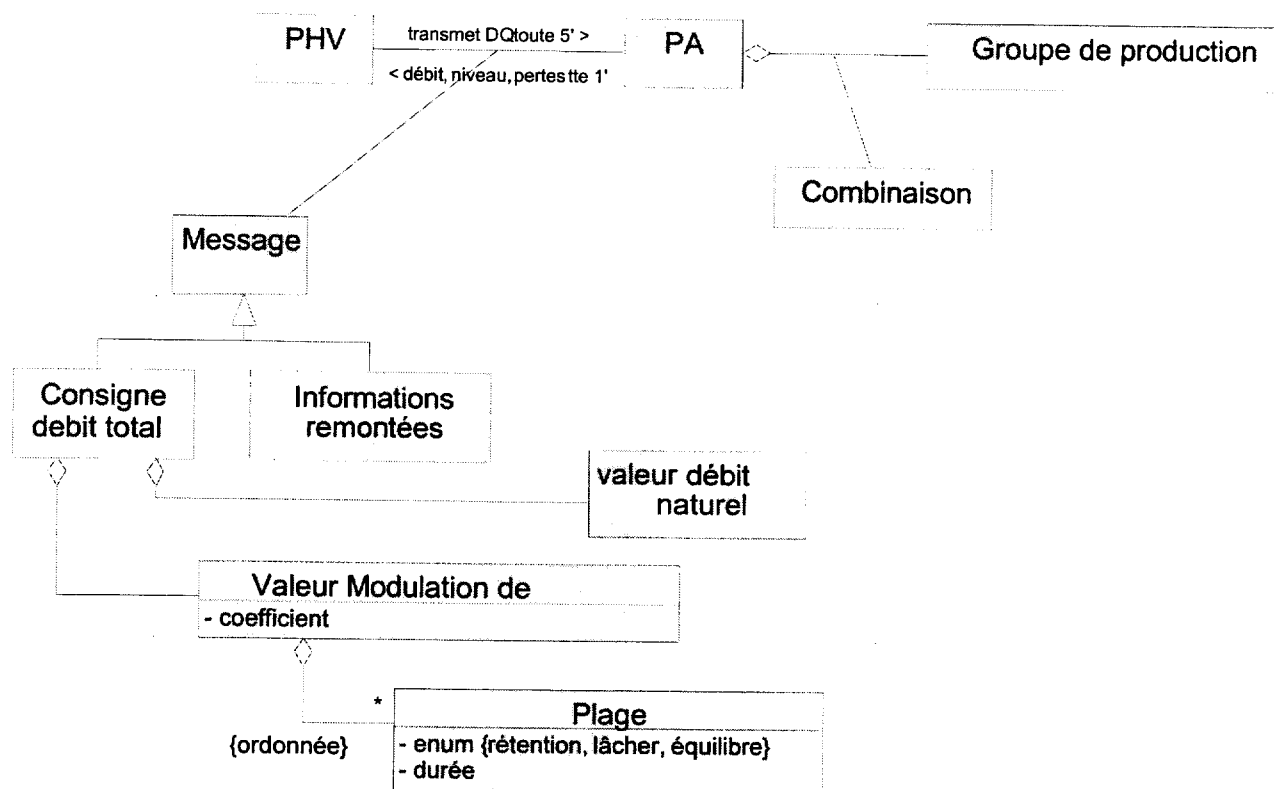 PHV
transmet DQtoute 5' >
< débit, niveau, pertes tte 1'
PA
Groupe de production
Combinaison
Message
Consigne
debit total
Informations
remontées
valeur débit
naturel
Valeur Modulation de
- coefficient
*
{ordonnée}
Plage
- enum {rétention, lâcher, équilibre}
- durée